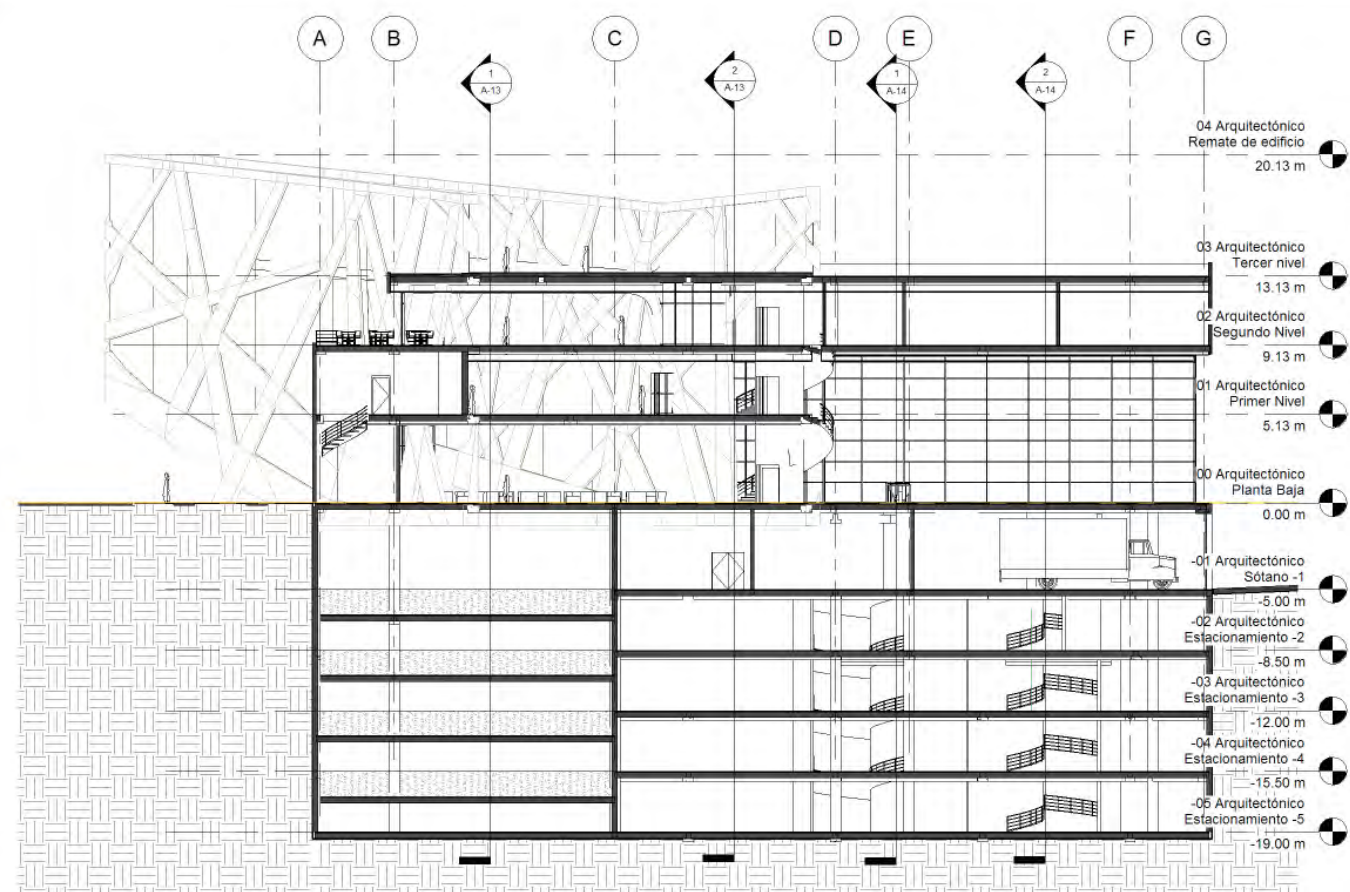 A
B
C
D
E
F
G
1
A-13
2
A-13
1
A-14
2
A-14
04 Arquitectónico
Remate de edificio
20.13 m
03 Arquitectónico
Tercer nivel
13.13 m
02 Arquitectónico
Segundo Nivel
9.13 m
01 Arquitectónico
Primer Nivel
5.13 m
00 Arquitectónico
Planta Baja
0.00 m
-01 Arquitectónico
Sótano -1
-5.00 m
-02 Arquitectónico
Estacionamiento -2
-8.50 m
-03 Arquitectónico
Estacionamiento -3
-12.00 m
-04 Arquitectónico
Estacionamiento -4
-15.50 m
-05 Arquitectónico
Estacionamiento -5
-19.00 m